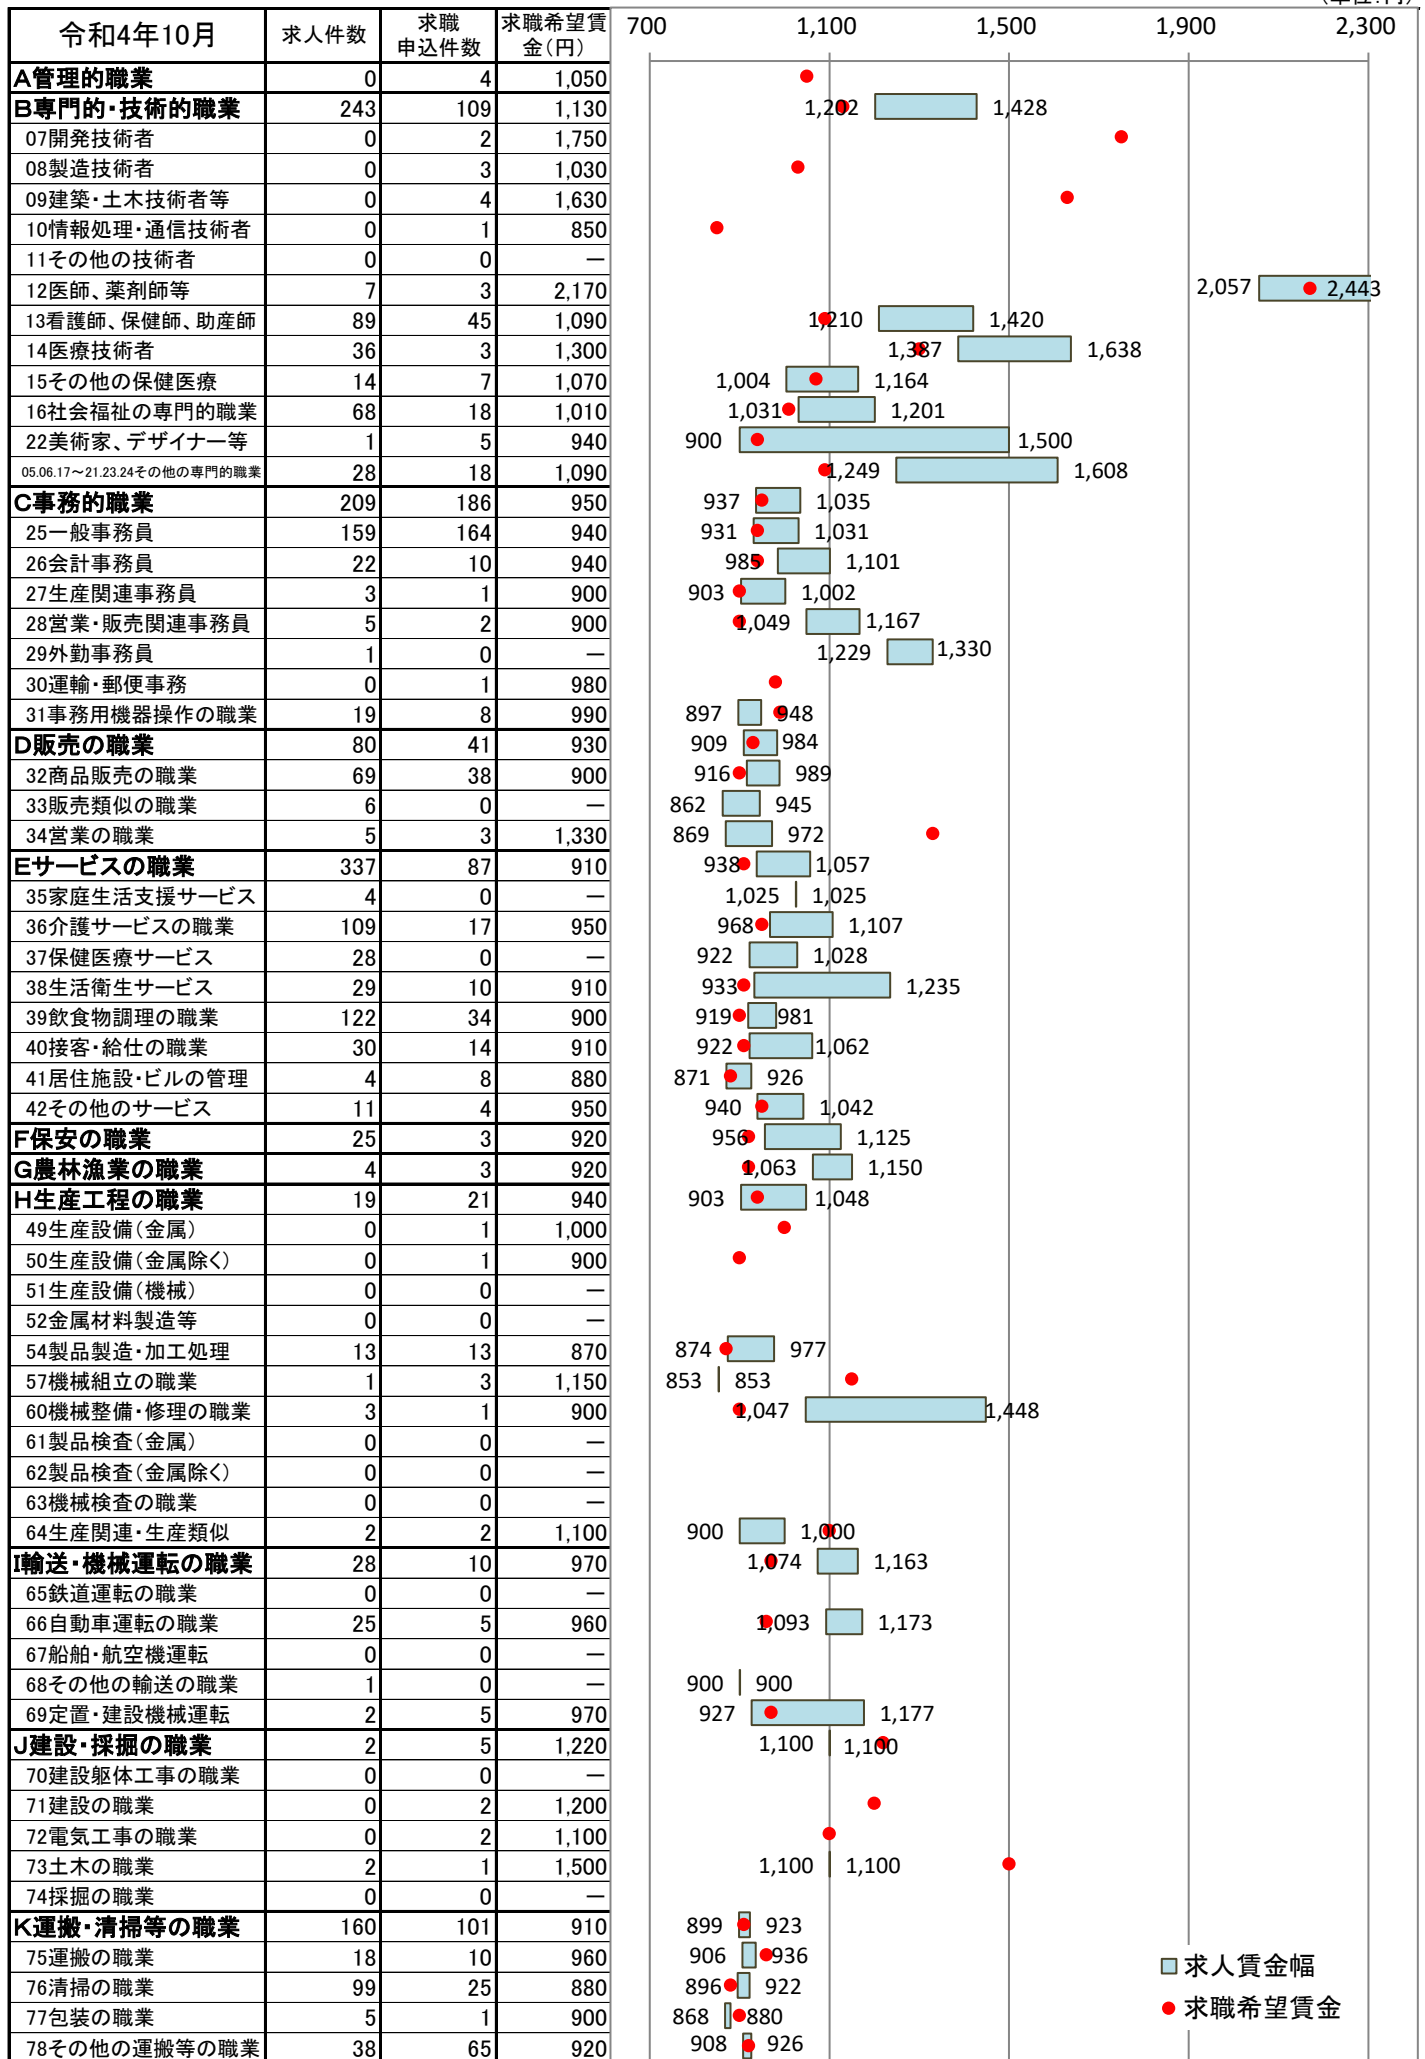 (単位:円)
令和4年10月 求人件数 求職申込件数 求職希望賃金(円) 700 1,100 1,500 1,900 2,300
A管理的職業 0 4 1,050
B専門的・技術的職業 243 109 1,130 1,202 1,428
07開発技術者 0 2 1,750
08製造技術者 0 3 1,030
09建築・土木技術者等 0 4 1,630
10情報処理・通信技術者 0 1 850
11その他の技術者 0 0 ―
12医師、薬剤師等 7 3 2,170 2,057 2,443
13看護師、保健師、助産師 89 45 1,090 1,210 1,420
14医療技術者 36 3 1,300 1,387 1,638
15その他の保健医療 14 7 1,070 1,004 1,164
16社会福祉の専門的職業 68 18 1,010 1,031 1,201
22美術家、デザイナー等 1 5 940 900 1,500
05.06.17～21.23.24その他の専門的職業 28 18 1,090 1,249 1,608
C事務的職業 209 186 950 937 1,035
25一般事務員 159 164 940 931 1,031
26会計事務員 22 10 940 985 1,101
27生産関連事務員 3 1 900 903 1,002
28営業・販売関連事務員 5 2 900 1,049 1,167
29外勤事務員 1 0 ― 1,229 1,330
30運輸・郵便事務 0 1 980
31事務用機器操作の職業 19 8 990 897 948
D販売の職業 80 41 930 909 984
32商品販売の職業 69 38 900 916 989
33販売類似の職業 6 0 ― 862 945
34営業の職業 5 3 1,330 869 972
Eサービスの職業 337 87 910 938 1,057
35家庭生活支援サービス 4 0 ― 1,025 1,025
36介護サービスの職業 109 17 950 968 1,107
37保健医療サービス 28 0 ― 922 1,028
38生活衛生サービス 29 10 910 933 1,235
39飲食物調理の職業 122 34 900 919 981
40接客・給仕の職業 30 14 910 922 1,062
41居住施設・ビルの管理 4 8 880 871 926
42その他のサービス 11 4 950 940 1,042
F保安の職業 25 3 920 956 1,125
G農林漁業の職業 4 3 920 1,063 1,150
H生産工程の職業 19 21 940 903 1,048
49生産設備(金属) 0 1 1,000
50生産設備(金属除く) 0 1 900
51生産設備(機械) 0 0 ―
52金属材料製造等 0 0 ―
54製品製造・加工処理 13 13 870 874 977
57機械組立の職業 1 3 1,150 853 853
60機械整備・修理の職業 3 1 900 1,047 1,448
61製品検査(金属) 0 0 ―
62製品検査(金属除く) 0 0 ―
63機械検査の職業 0 0 ―
64生産関連・生産類似 2 2 1,100 900 1,000
I輸送・機械運転の職業 28 10 970 1,074 1,163
65鉄道運転の職業 0 0 ―
66自動車運転の職業 25 5 960 1,093 1,173
67船舶・航空機運転 0 0 ―
68その他の輸送の職業 1 0 ― 900 900
69定置・建設機械運転 2 5 970 927 1,177
J建設・採掘の職業 2 5 1,220 1,100 1,100
70建設躯体工事の職業 0 0 ―
71建設の職業 0 2 1,200
72電気工事の職業 0 2 1,100
73土木の職業 2 1 1,500 1,100 1,100
74採掘の職業 0 0 ―
K運搬・清掃等の職業 160 101 910 899 923
75運搬の職業 18 10 960 906 936
76清掃の職業 99 25 880 896 922
77包装の職業 5 1 900 868 880
78その他の運搬等の職業 38 65 920 908 926
求人賃金幅
求職希望賃金